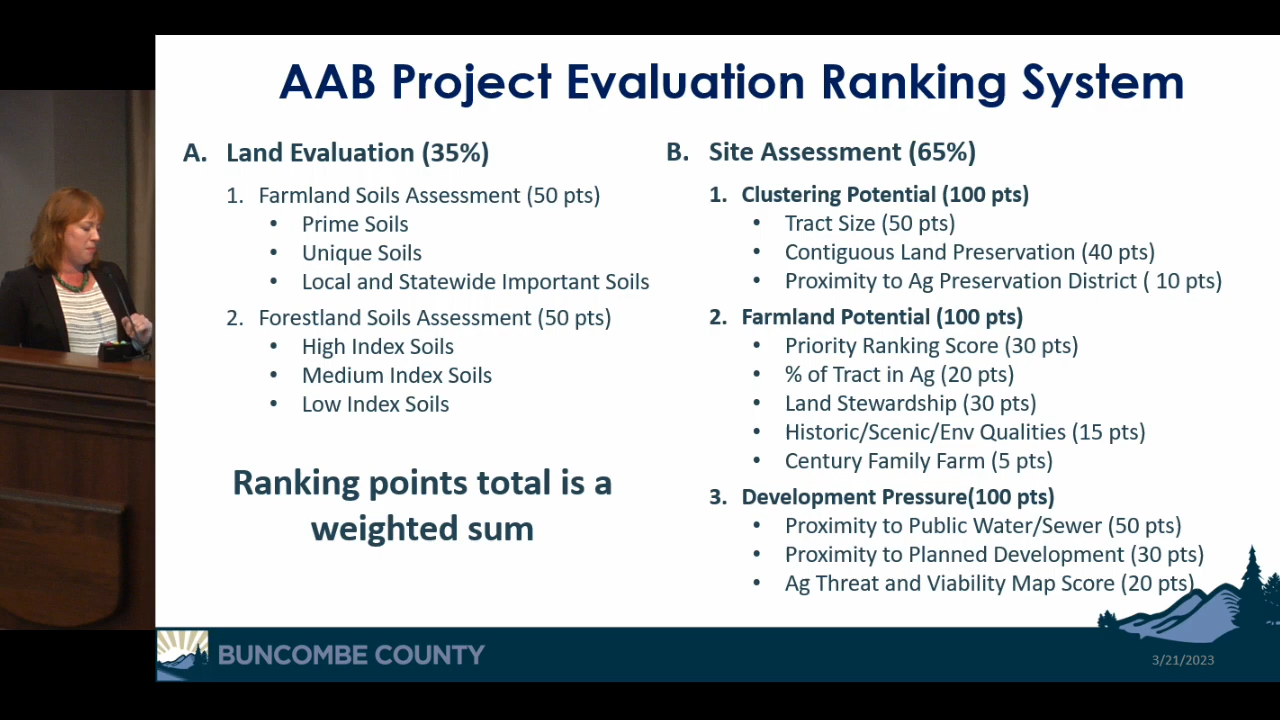 AAB Project Evaluation Ranking System
A. Land Evaluation (35%)
1. Farmland Soils Assessment (50 pts)
• Prime Soils
• Unique Soils
• Local and Statewide Important Soils
2. Forestland Soils Assessment (50 pts)
• High Index Soils
• Medium Index Soils
• Low Index Soils
Ranking points total is a
weighted sum
B. Site Assessment (65%)
1. Clustering Potential (100 pts)
• Tract Size (50 pts)
• Contiguous Land Preservation (40 pts)
• Proximity to Ag Preservation District ( 10 pts)
2. Farmland Potential (100 pts)
• Priority Ranking Score (30 pts)
• % of Tract in Ag (20 pts)
• Land Stewardship (30 pts)
• Historic/Scenic/Env Qualities (15 pts)
• Century Family Farm (5 pts)
3. Development Pressure(100 pts)
• Proximity to Public Water/Sewer (50 pts)
• Proximity to Planned Development (30 pts)
• Ag Threat and Viability Map Score (20 pts)
BUNCOMBE COUNTY
3/21/2023